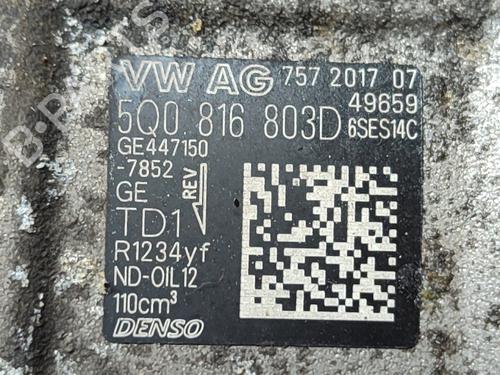 VW AG 757 2017 07
49659
5Q0 816 803D 6SES14C
GE447150
-7852
GE
REV
TD1
R1234yf
ND-OIL12
110cm³
DENSO